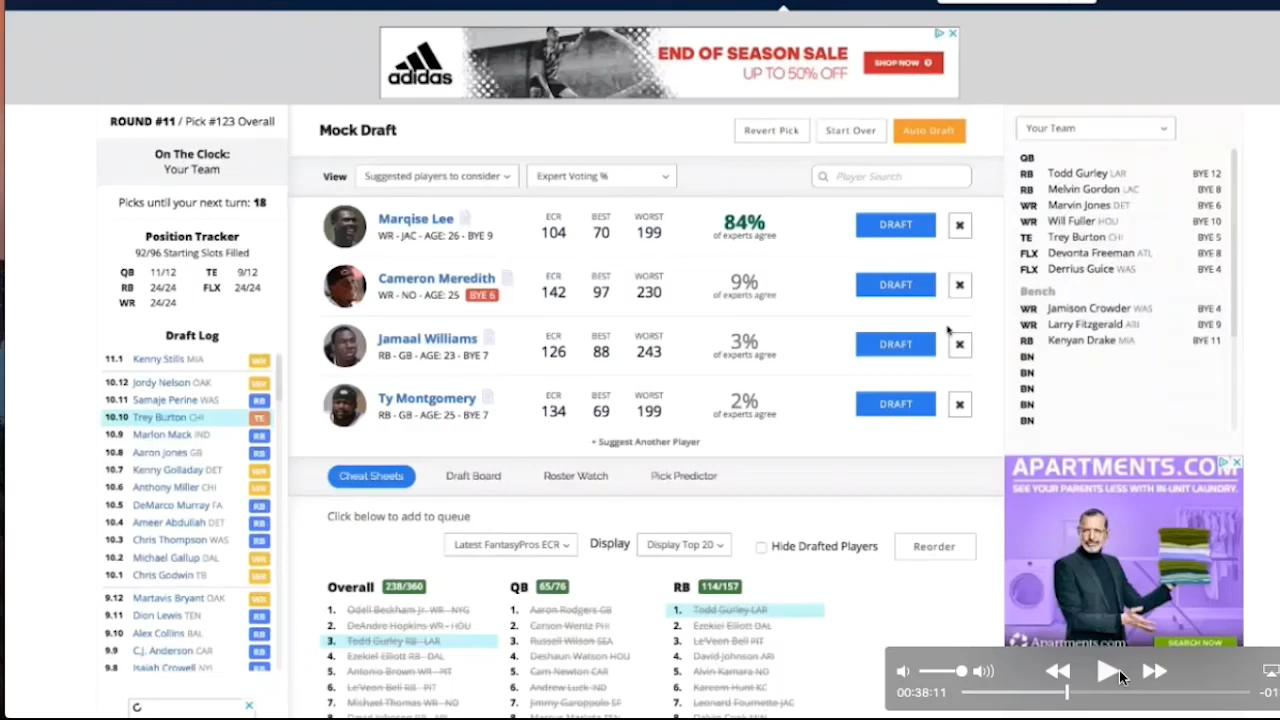 adidas
END OF SEASON SALE
UP TO 50% OFF
SHOP NOW
ROUND #11 / Pick #123 Overall
On The Clock:
Your Team
Picks until your next turn: 18
Position Tracker
92/96 Starting Slots Filled
QB 11/12 TE 9/12
RB 24/24 FLX 24/24
WR 24/24
Draft Log
11.1 Kenny Stills MIA WR
10.12 Jordy Nelson OAK WR
10.11 Samaje Perine WAS RB
10.10 Trey Burton CHI TE
10.9 Marlon Mack IND RB
10.8 Aaron Jones GB RB
10.7 Kenny Golladay DET WR
10.6 Anthony Miller CHI WR
10.5 DeMarco Murray FA RB
10.4 Ameer Abdullah DET RB
10.3 Chris Thompson WAS RB
10.2 Michael Gallup DAL WR
10.1 Chris Godwin TB WR
9.12 Martavis Bryant OAK WR
9.11 Dion Lewis TEN RB
9.10 Alex Collins BAL RB
9.9 C.J. Anderson CAR RB
9.8 Isaiah Crowell NYJ RB
Mock Draft
Revert Pick Start Over Auto Draft
View Suggested players to consider Expert Voting % Player Search
Marqise Lee
WR - JAC - AGE: 26 - BYE 9
ECR BEST WORST
104 70 199
84%
of experts agree
DRAFT
Cameron Meredith
WR - NO - AGE: 25 BYE 6
ECR BEST WORST
142 97 230
9%
of experts agree
DRAFT
Jamaal Williams
RB - GB - AGE: 23 - BYE 7
ECR BEST WORST
126 88 243
3%
of experts agree
DRAFT
Ty Montgomery
RB - GB - AGE: 25 - BYE 7
ECR BEST WORST
134 69 199
2%
of experts agree
DRAFT
+ Suggest Another Player
Cheat Sheets Draft Board Roster Watch Pick Predictor
Click below to add to queue
Latest FantasyPros ECR Display Display Top 20 Hide Drafted Players Reorder
Overall 238/360
1. Odell Beckham Jr. WR - NYG
2. DeAndre Hopkins WR - HOU
3. Todd Gurley RB - LAR
4. Ezekiel Elliott RB - DAL
5. Antonio Brown WR - PIT
6. Le'Veon Bell RB - PIT
7. Michael Thomas WR - NO
8. David Johnson RB - ARI
QB 65/76
1. Aaron Rodgers GB
2. Carson Wentz PHI
3. Russell Wilson SEA
4. Deshaun Watson HOU
5. Cam Newton CAR
6. Andrew Luck IND
7. Jimmy Garoppolo SF
8. Marcus Mariota TEN
RB 114/157
1. Todd Gurley LAR
2. Ezekiel Elliott DAL
3. Le'Veon Bell PIT
4. David Johnson ARI
5. Alvin Kamara NO
6. Kareem Hunt KC
7. Leonard Fournette JAC
8. Dalvin Cook MIN
Your Team
QB
RB Todd Gurley LAR BYE 12
RB Melvin Gordon LAC BYE 8
WR Marvin Jones DET BYE 6
WR Will Fuller HOU BYE 10
TE Trey Burton CHI BYE 5
FLX Devonta Freeman ATL BYE 8
FLX Derrius Guice WAS BYE 4
Bench
WR Jamison Crowder WAS BYE 4
WR Larry Fitzgerald ARI BYE 9
RB Kenyan Drake MIA BYE 11
BN
BN
BN
BN
BN
APARTMENTS.COM
SEE YOUR PARENTS LESS WITH IN-UNIT LAUNDRY.
Apartments.com
SEARCH NOW
00:38:11 -01